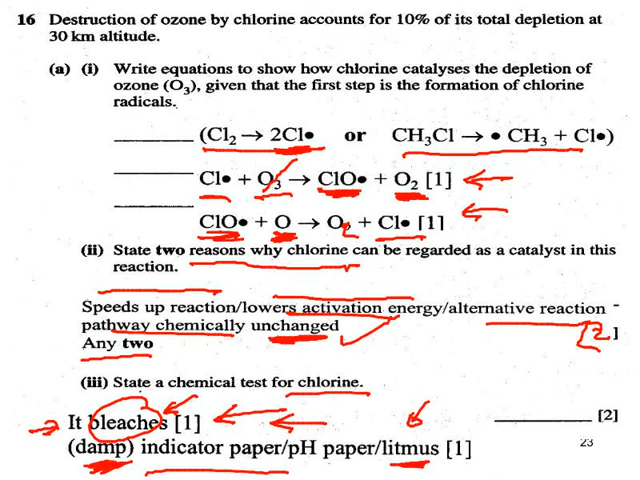 16 Destruction of ozone by chlorine accounts for 10% of its total depletion at
30 km altitude.
(a) (i) Write equations to show how chlorine catalyses the depletion of
ozone (O₃), given that the first step is the formation of chlorine
radicals.
(Cl₂ → 2Cl• or CH₃Cl → • CH₃ + Cl•)
Cl• + O₃ → ClO• + O₂ [1]
ClO• + O → O₂ + Cl• [1]
(ii) State two reasons why chlorine can be regarded as a catalyst in this
reaction.
Speeds up reaction/lowers activation energy/alternative reaction
pathway chemically unchanged [2]
Any two
(iii) State a chemical test for chlorine.
It bleaches [1] [2]
(damp) indicator paper/pH paper/litmus [1] 23